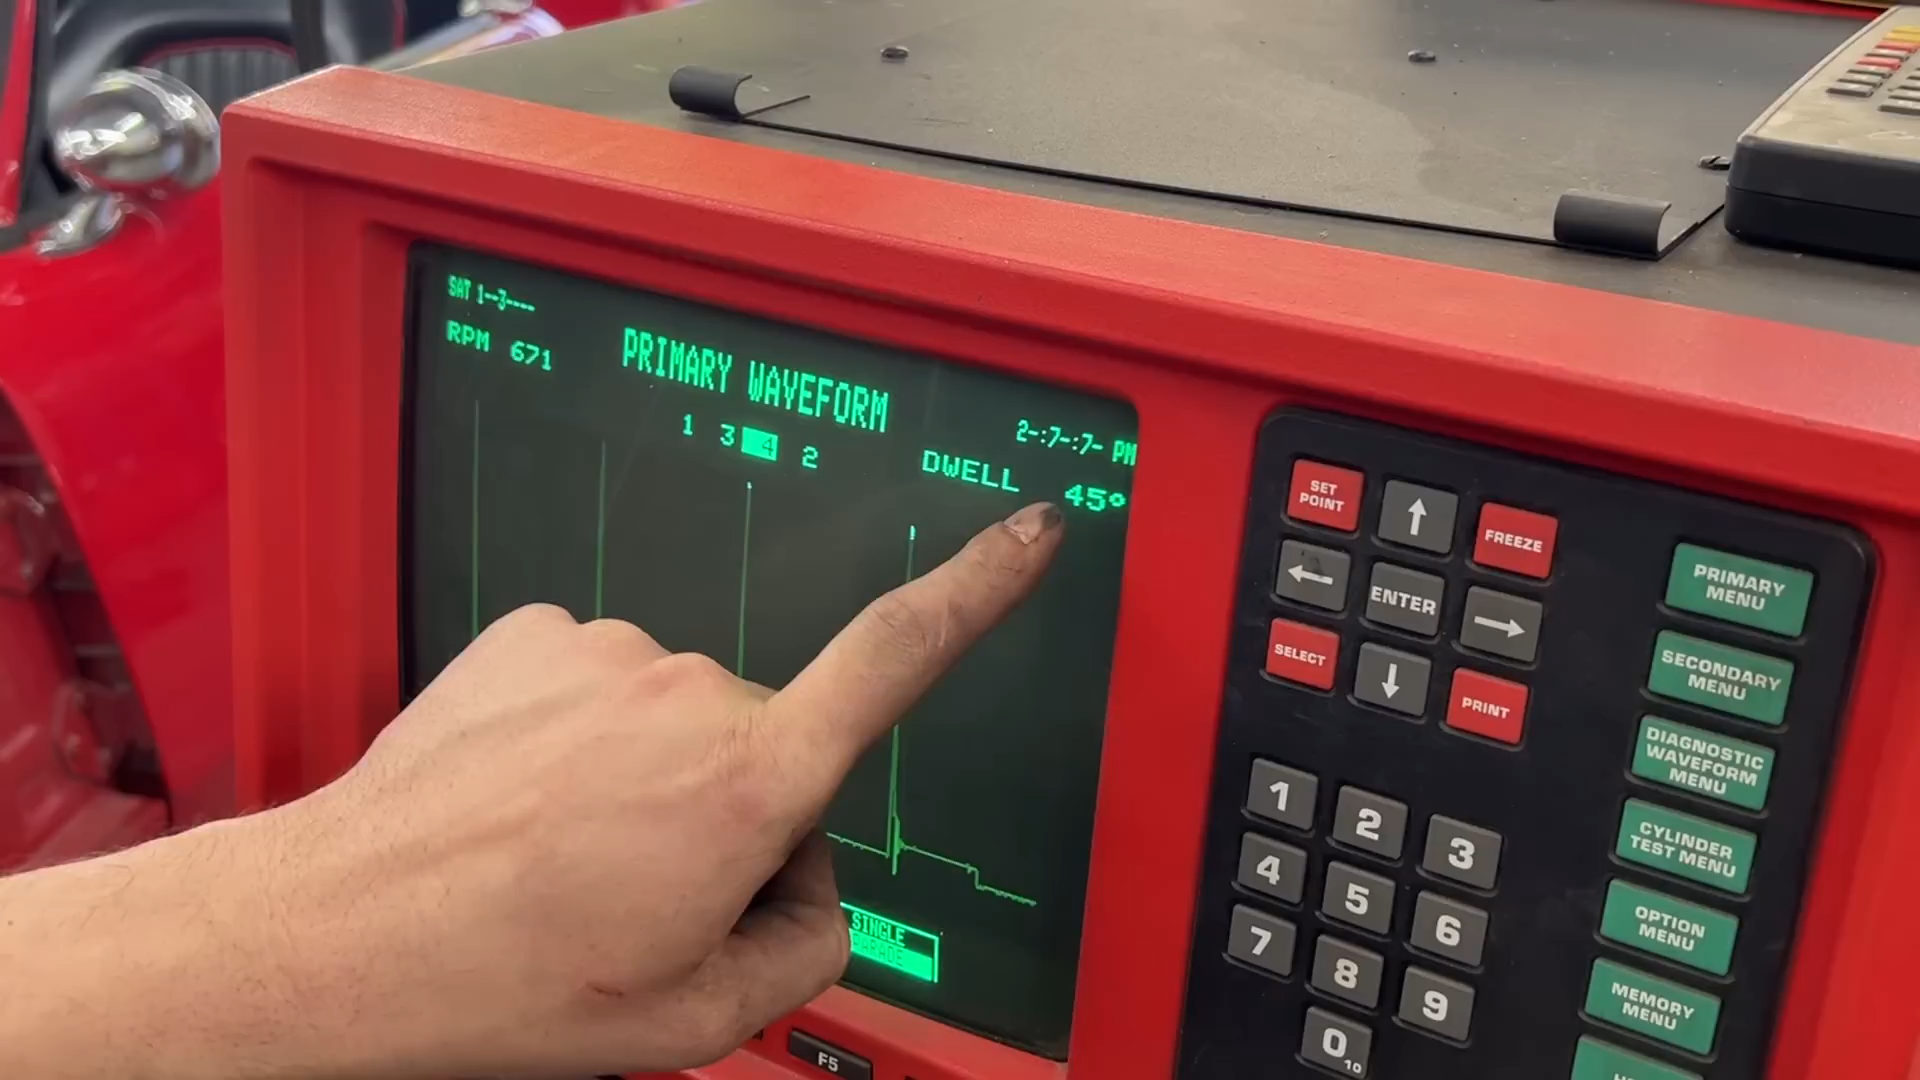 SAT 1--3----
RPM 671
PRIMARY WAVEFORM
1 3 4 2
2-:7-:7- PM
DWELL 45°
SINGLE
PARADE
F5
SET POINT
↑
FREEZE
←
ENTER
→
SELECT
↓
PRINT
1
2
3
4
5
6
7
8
9
0 10
PRIMARY MENU
SECONDARY MENU
DIAGNOSTIC WAVEFORM MENU
CYLINDER TEST MENU
OPTION MENU
MEMORY MENU